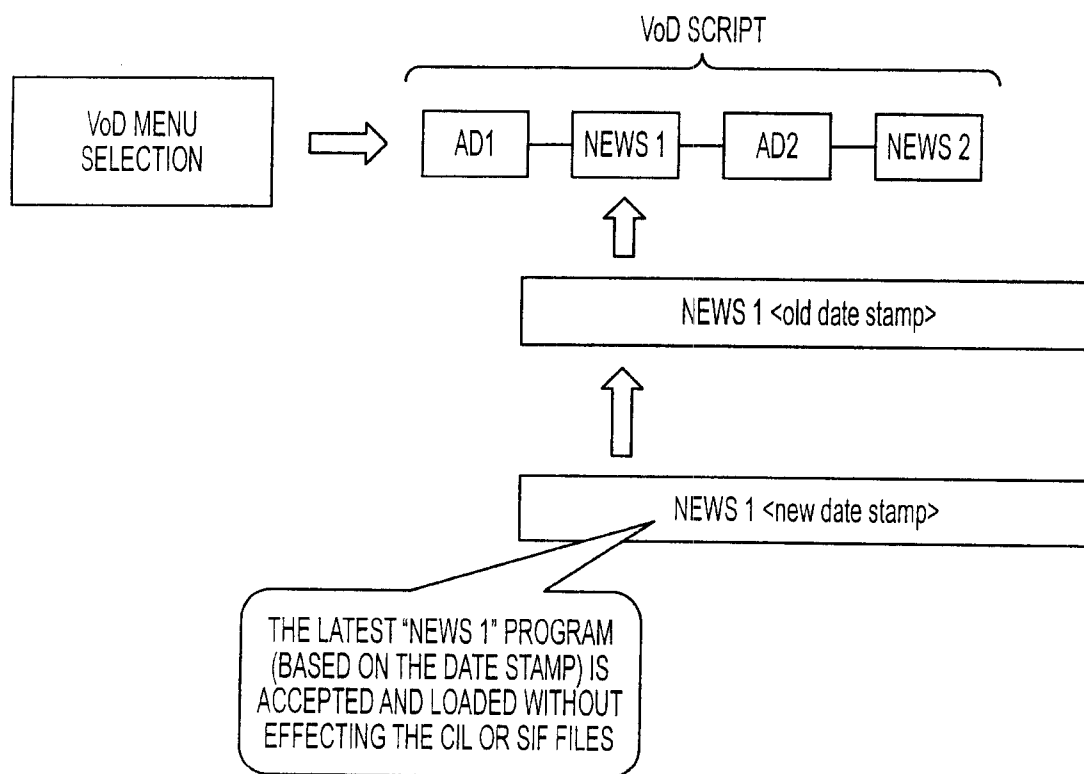 VoD SCRIPT
VoD MENU
SELECTION
AD1
NEWS 1
AD2
NEWS 2
NEWS 1 <old date stamp>
NEWS 1 <new date stamp>
THE LATEST "NEWS 1" PROGRAM
(BASED ON THE DATE STAMP) IS
ACCEPTED AND LOADED WITHOUT
EFFECTING THE CIL OR SIF FILES